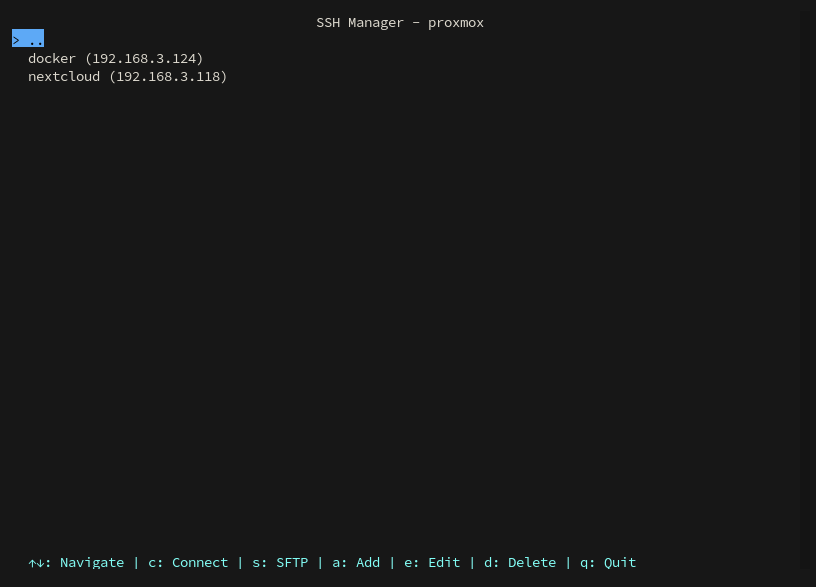 SSH Manager - proxmox
> ..
docker (192.168.3.124)
nextcloud (192.168.3.118)
↑↓: Navigate | c: Connect | s: SFTP | a: Add | e: Edit | d: Delete | q: Quit